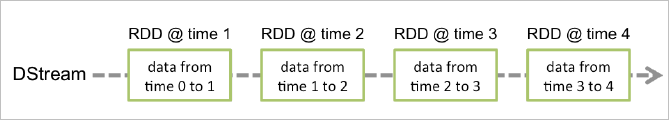 RDD @ time 1 RDD @ time 2 RDD @ time 3 RDD @ time 4
DStream
data from
time 0 to 1
data from
time 1 to 2
data from
time 2 to 3
data from
time 3 to 4